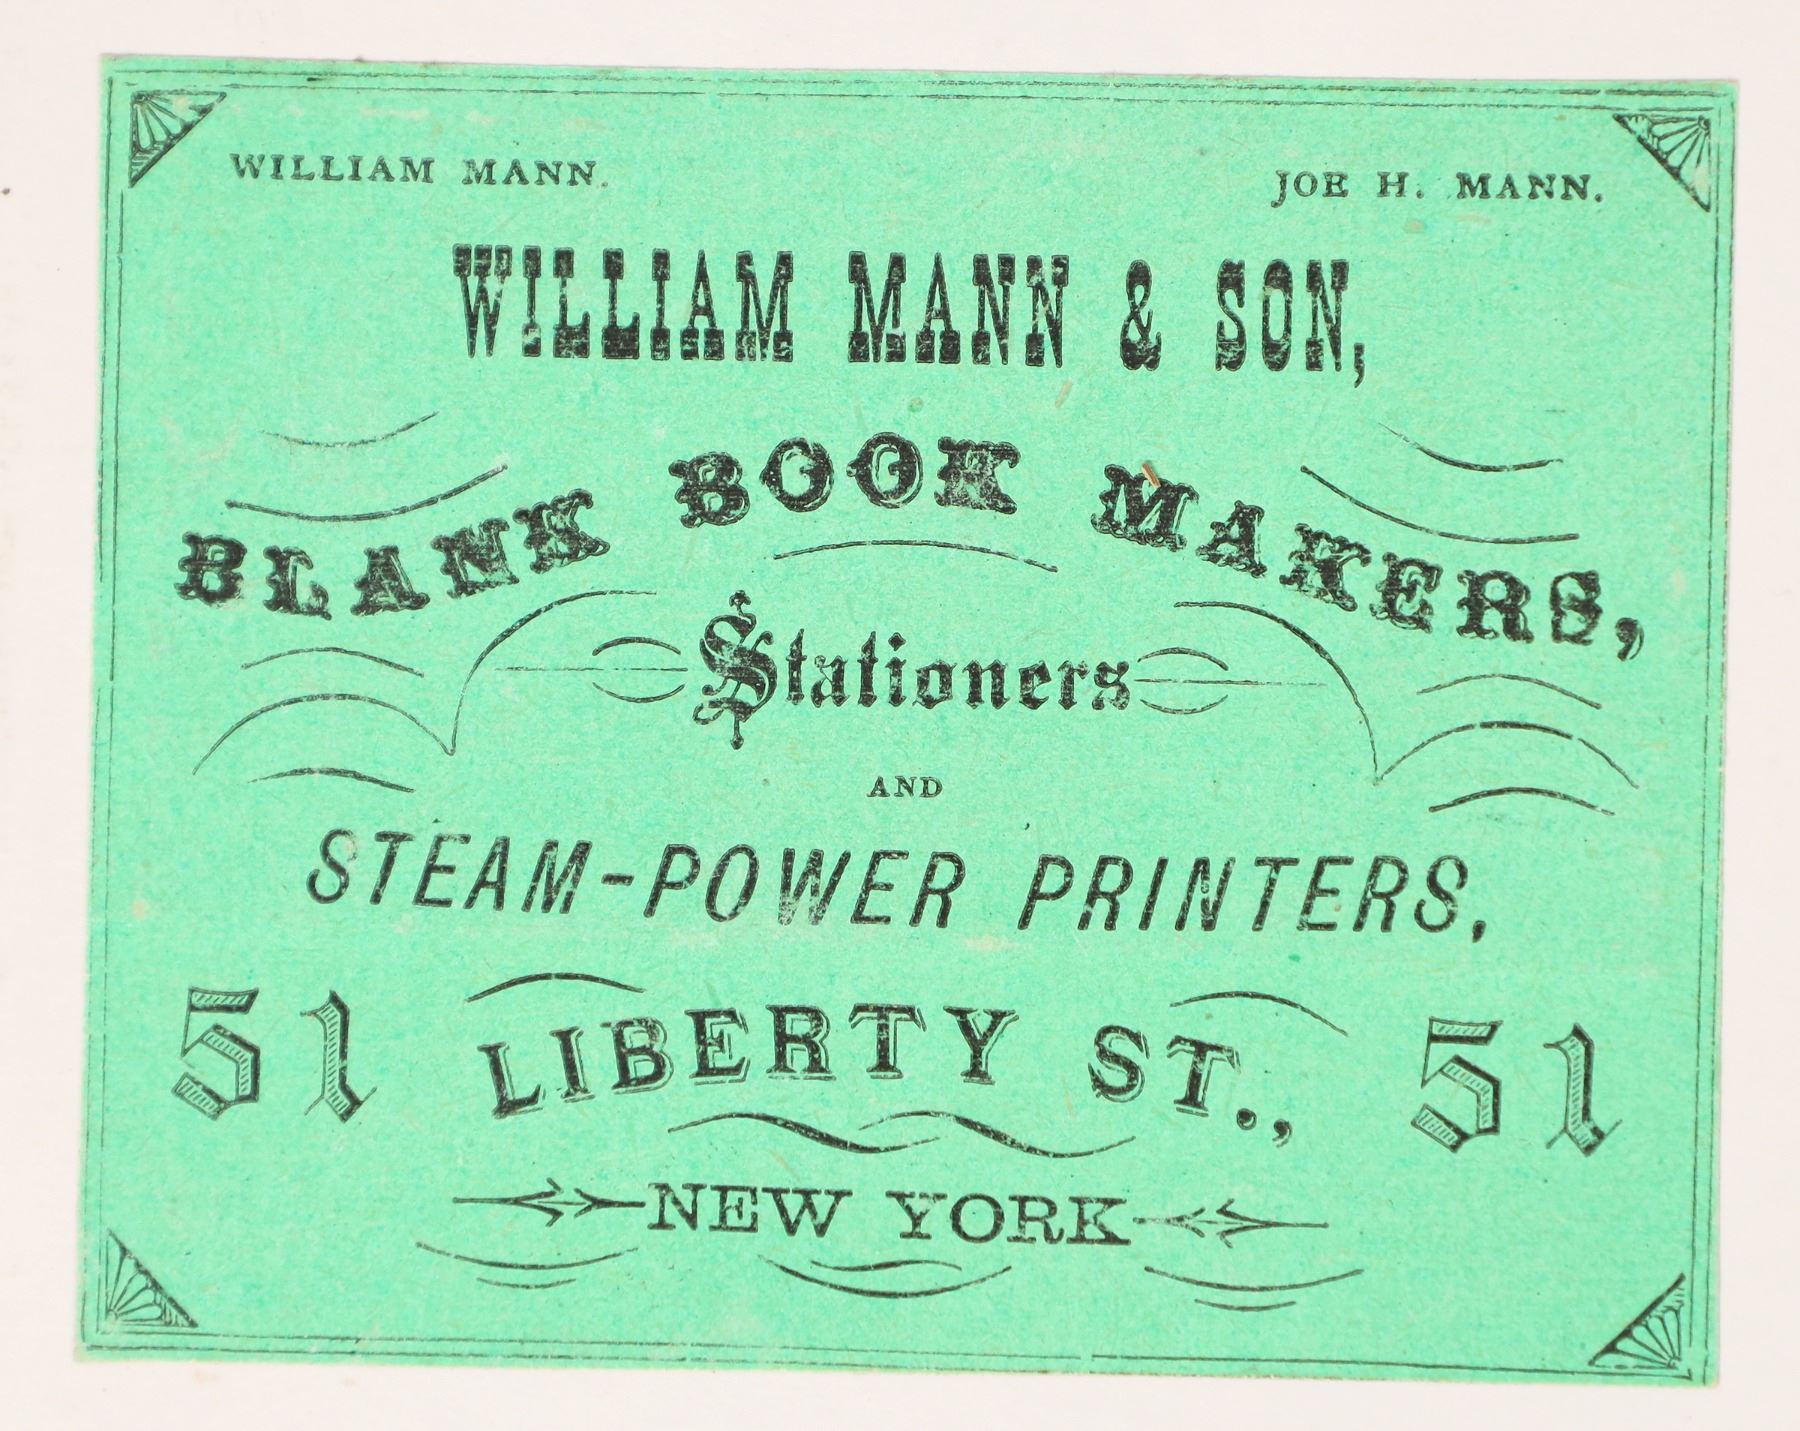 WILLIAM MANN. JOE H. MANN.
WILLIAM MANN & SON,
BLANK BOOK MAKERS,
Stationers
AND
STEAM-POWER PRINTERS,
51 LIBERTY ST., 51
NEW YORK